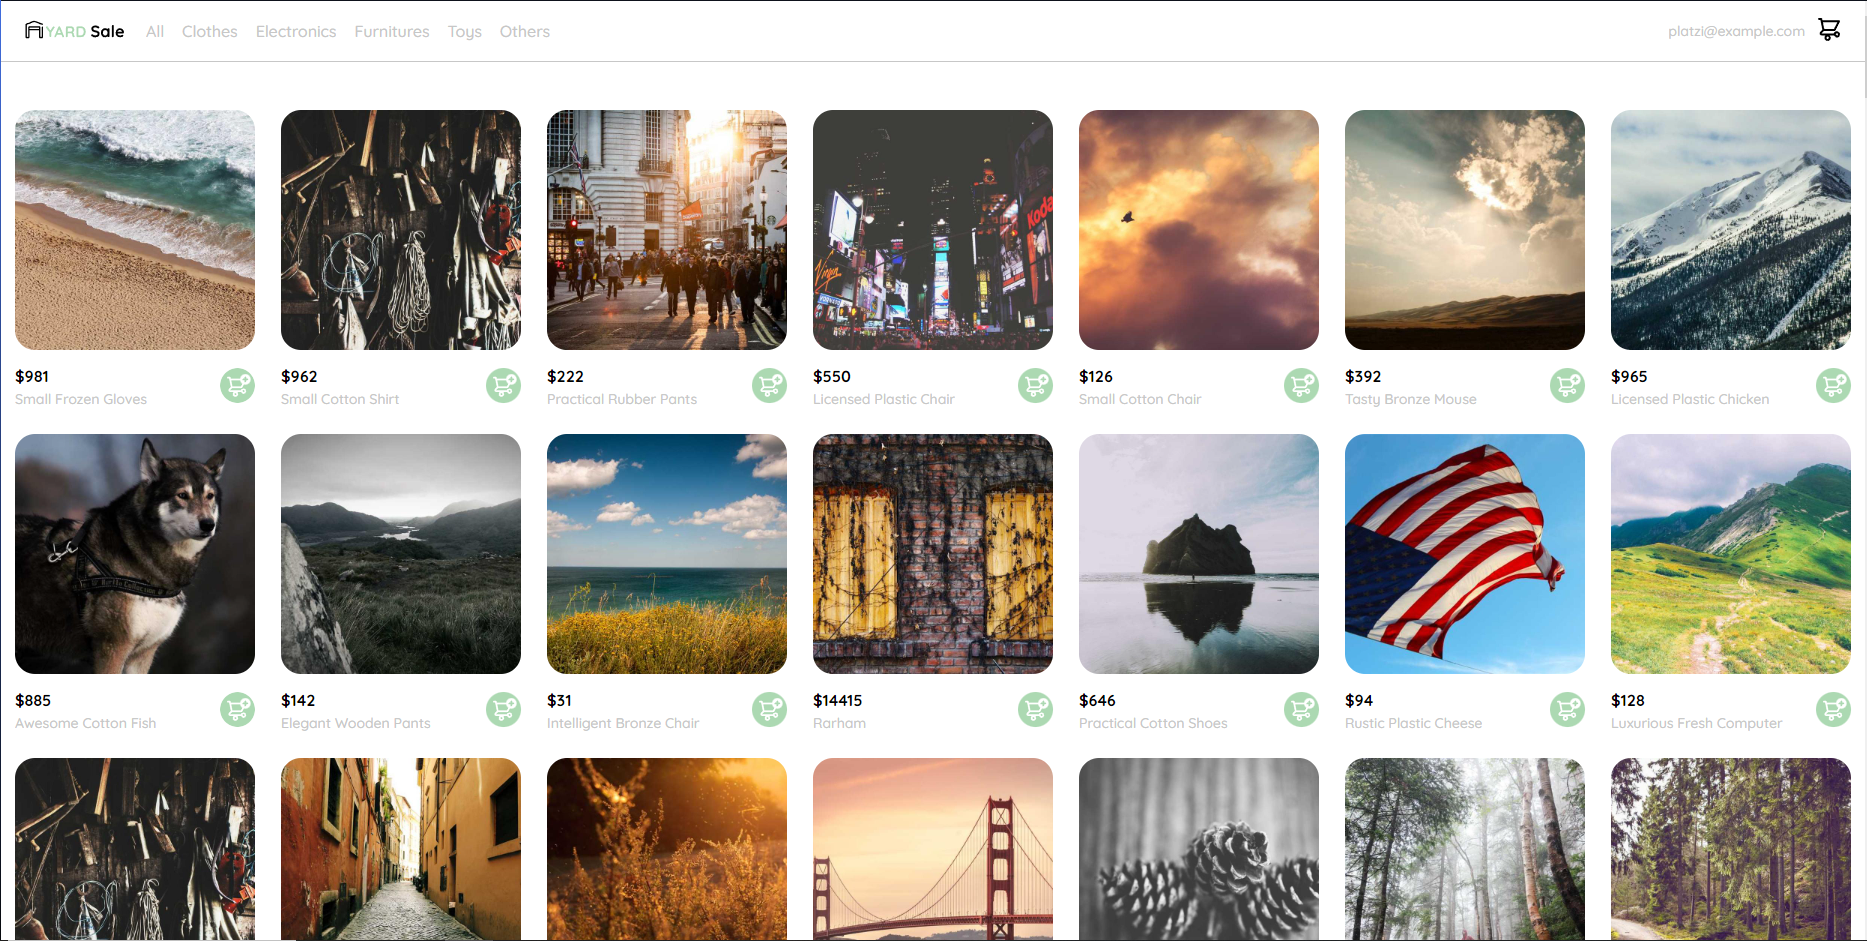 YARD Sale All Clothes Electronics Furnitures Toys Others platzi@example.com
Virgin
Koda
$981 $962 $222 $550 $126 $392 $965
Small Frozen Gloves Small Cotton Shirt Practical Rubber Pants Licensed Plastic Chair Small Cotton Chair Tasty Bronze Mouse Licensed Plastic Chicken
$885 $142 $31 $14415 $646 $94 $128
Awesome Cotton Fish Elegant Wooden Pants Intelligent Bronze Chair Rarham Practical Cotton Shoes Rustic Plastic Cheese Luxurious Fresh Computer